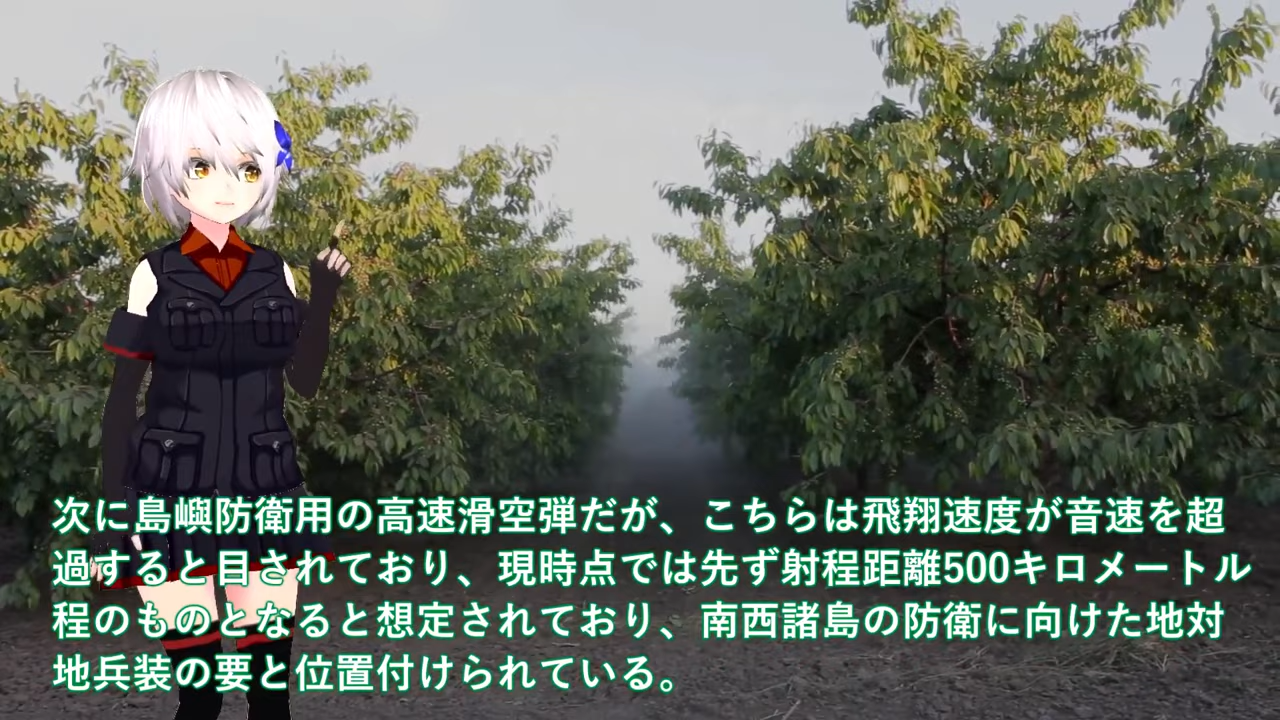 次に島嶼防衛用の高速滑空弾だが、こちらは飛翔速度が音速を超
過すると目されており、現時点では先ず射程距離500キロメートル
程のものとなると想定されており、南西諸島の防衛に向けた地対
地兵装の要と位置付けられている。